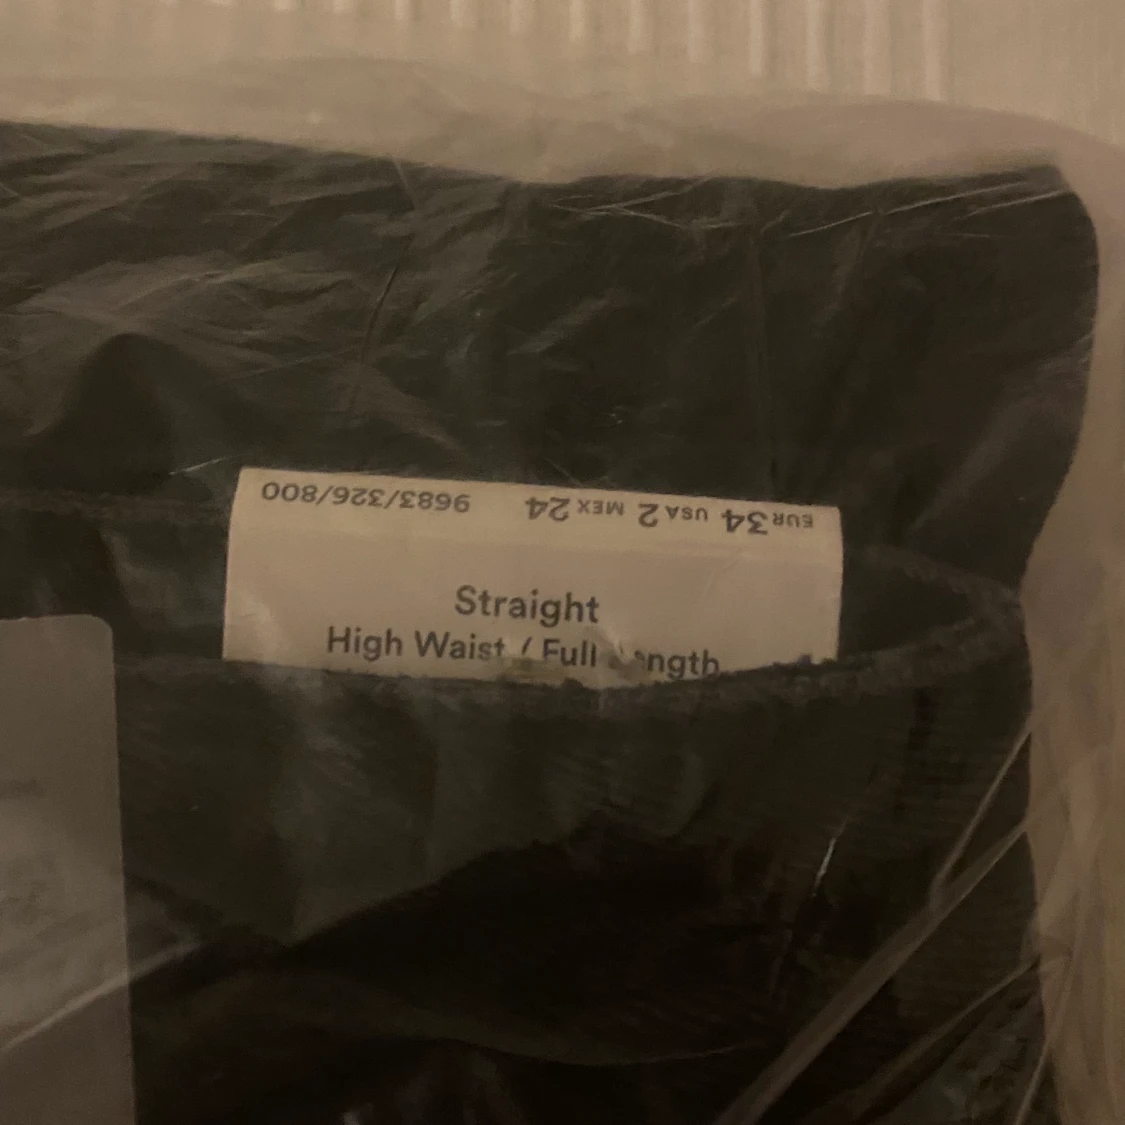 EUR 34 USA 2 MEX 24 9683/326/800
Straight
High Waist / Full